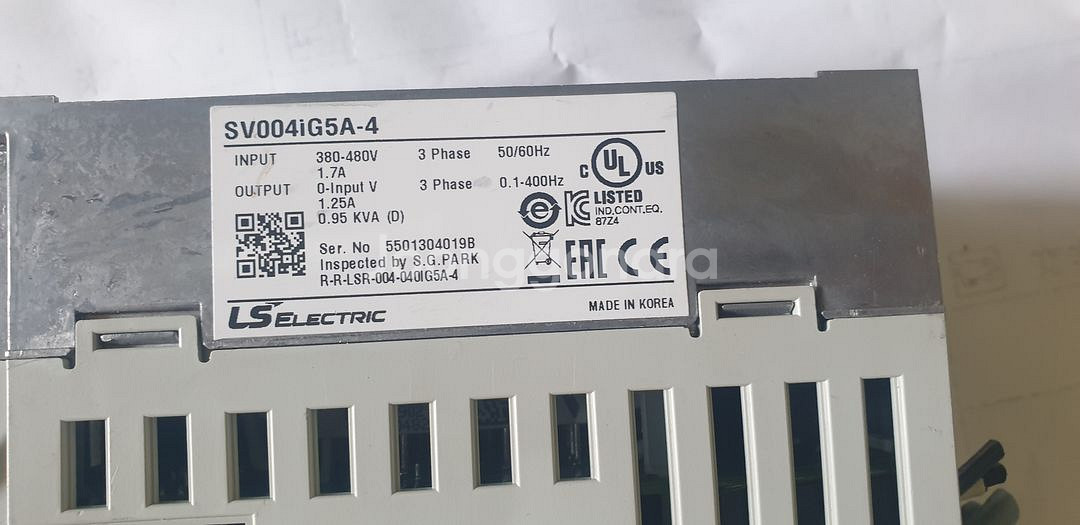 SV004iG5A-4
INPUT 380-480V 3 Phase 50/60Hz
1.7A
OUTPUT 0-Input V 3 Phase 0.1-400Hz
1.25A
0.95 KVA (D)
C UL US
LISTED
IND.CONT.EQ.
87Z4
Ser. No 5501304019B
Inspected by S.G.PARK
R-R-LSR-004-040IG5A-4
EAC CE
LS ELECTRIC
MADE IN KOREA